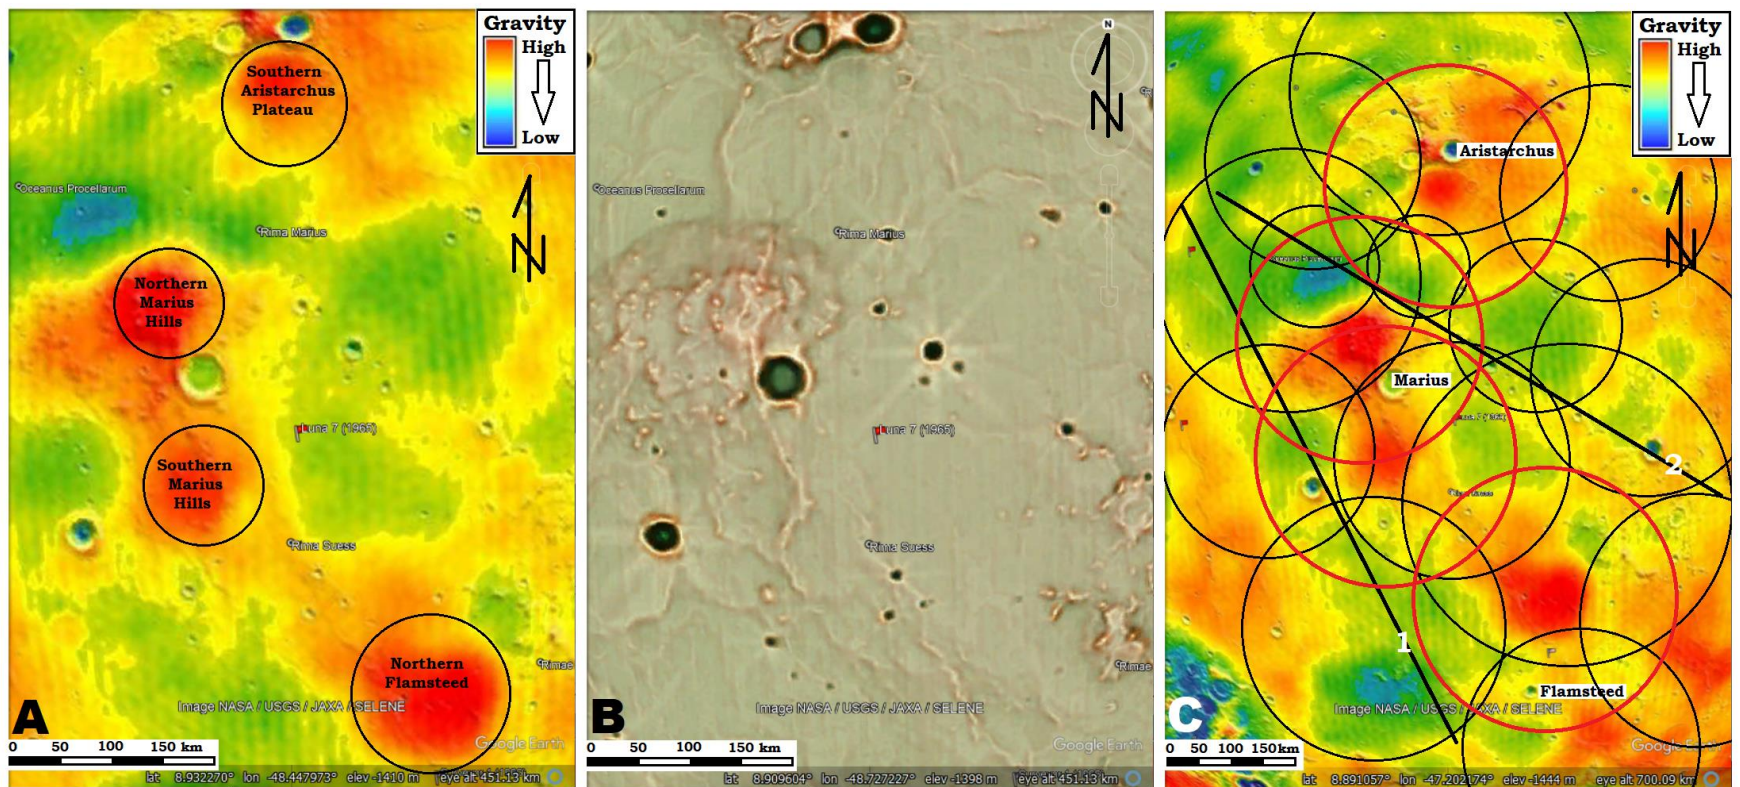 Gravity
High
Low
Southern
Aristarchus
Plateau
Oceanus Procellarum
Rima Marius
N
Northern
Marius
Hills
Luna 7 (1965)
Southern
Marius
Hills
Rima Suess
Northern
Flamsteed
Rimae
Image NASA / USGS / JAXA / SELENE
A
Google Earth
0 50 100 150 km
lat 8.932270° lon -48.447973° elev -1410 m eye alt 451.13 km
N
N
Oceanus Procellarum
Rima Marius
Luna 7 (1965)
Rima Suess
Rimae
Image NASA / USGS / JAXA / SELENE
B
Google Earth
0 50 100 150 km
lat 8.909604° lon -48.727227° elev -1398 m eye alt 451.13 km
Gravity
High
Low
Aristarchus
N
Marius
2
1
Flamsteed
Image NASA / USGS / JAXA / SELENE
C
Google Earth
0 50 100 150km
lat 8.891057° lon -47.202174° elev -1444 m eye alt 700.09 km